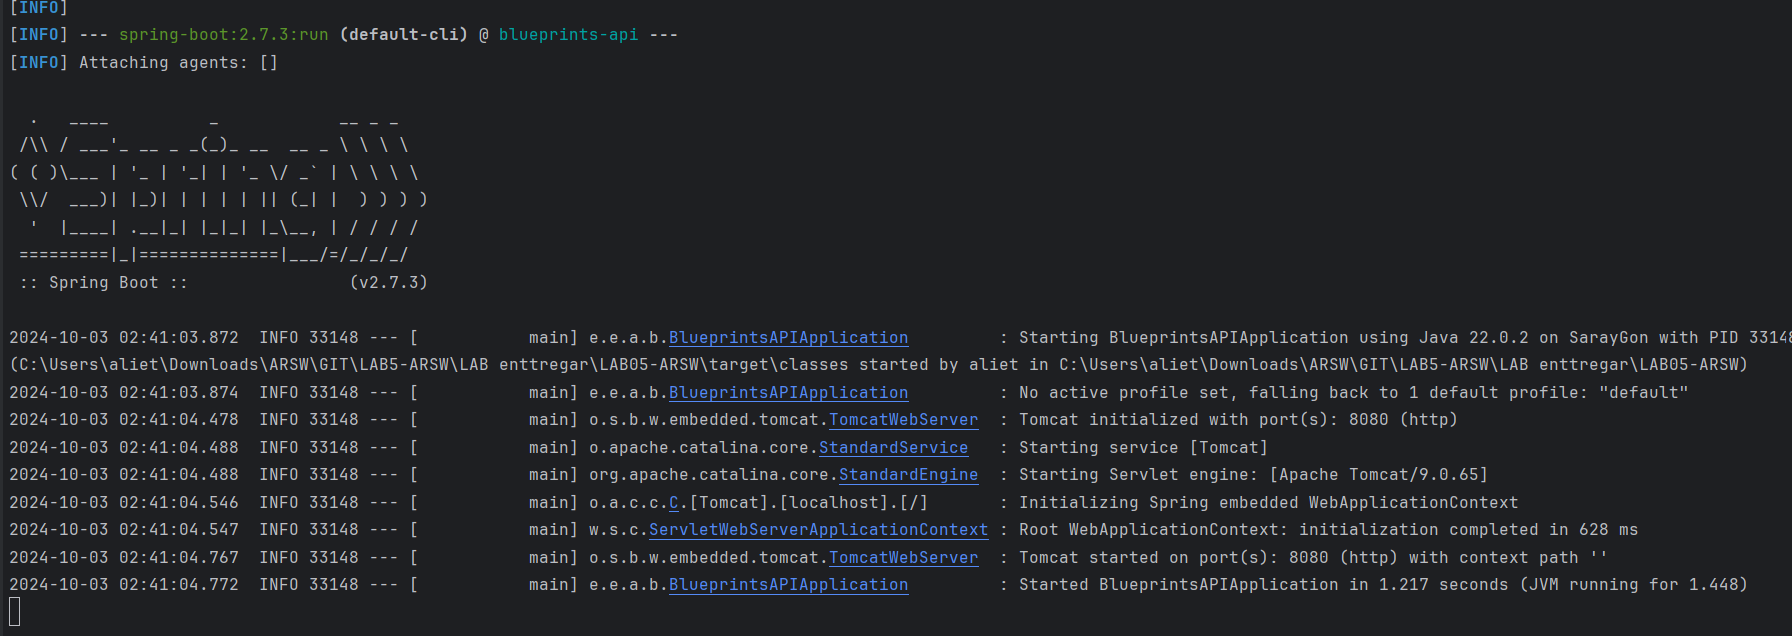 [INFO]
[INFO] --- spring-boot:2.7.3:run (default-cli) @ blueprints-api ---
[INFO] Attaching agents: []
  .   ____          _            __ _ _
 /\\ / ___'_ __ _ _(_)_ __  __ _ \ \ \ \
( ( )\___ | '_ | '_| | '_ \/ _` | \ \ \ \
 \\/  ___)| |_)| | | | | || (_| |  ) ) ) )
  '  |____| .__|_| |_|_| |_\__, | / / / /
 =========|_|==============|___/=/_/_/_/
 :: Spring Boot ::                (v2.7.3)
2024-10-03 02:41:03.872  INFO 33148 --- [           main] e.e.a.b.BlueprintsAPIApplication         : Starting BlueprintsAPIApplication using Java 22.0.2 on SarayGon with PID 33148
(C:\Users\aliet\Downloads\ARSW\GIT\LAB5-ARSW\LAB enttregar\LAB05-ARSW\target\classes started by aliet in C:\Users\aliet\Downloads\ARSW\GIT\LAB5-ARSW\LAB enttregar\LAB05-ARSW)
2024-10-03 02:41:03.874  INFO 33148 --- [           main] e.e.a.b.BlueprintsAPIApplication         : No active profile set, falling back to 1 default profile: "default"
2024-10-03 02:41:04.478  INFO 33148 --- [           main] o.s.b.w.embedded.tomcat.TomcatWebServer  : Tomcat initialized with port(s): 8080 (http)
2024-10-03 02:41:04.488  INFO 33148 --- [           main] o.apache.catalina.core.StandardService   : Starting service [Tomcat]
2024-10-03 02:41:04.488  INFO 33148 --- [           main] org.apache.catalina.core.StandardEngine  : Starting Servlet engine: [Apache Tomcat/9.0.65]
2024-10-03 02:41:04.546  INFO 33148 --- [           main] o.a.c.c.C.[Tomcat].[localhost].[/]       : Initializing Spring embedded WebApplicationContext
2024-10-03 02:41:04.547  INFO 33148 --- [           main] w.s.c.ServletWebServerApplicationContext : Root WebApplicationContext: initialization completed in 628 ms
2024-10-03 02:41:04.767  INFO 33148 --- [           main] o.s.b.w.embedded.tomcat.TomcatWebServer  : Tomcat started on port(s): 8080 (http) with context path ''
2024-10-03 02:41:04.772  INFO 33148 --- [           main] e.e.a.b.BlueprintsAPIApplication         : Started BlueprintsAPIApplication in 1.217 seconds (JVM running for 1.448)